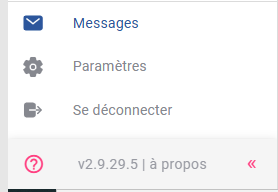 Messages
Paramètres
Se déconnecter
v2.9.29.5 | à propos «